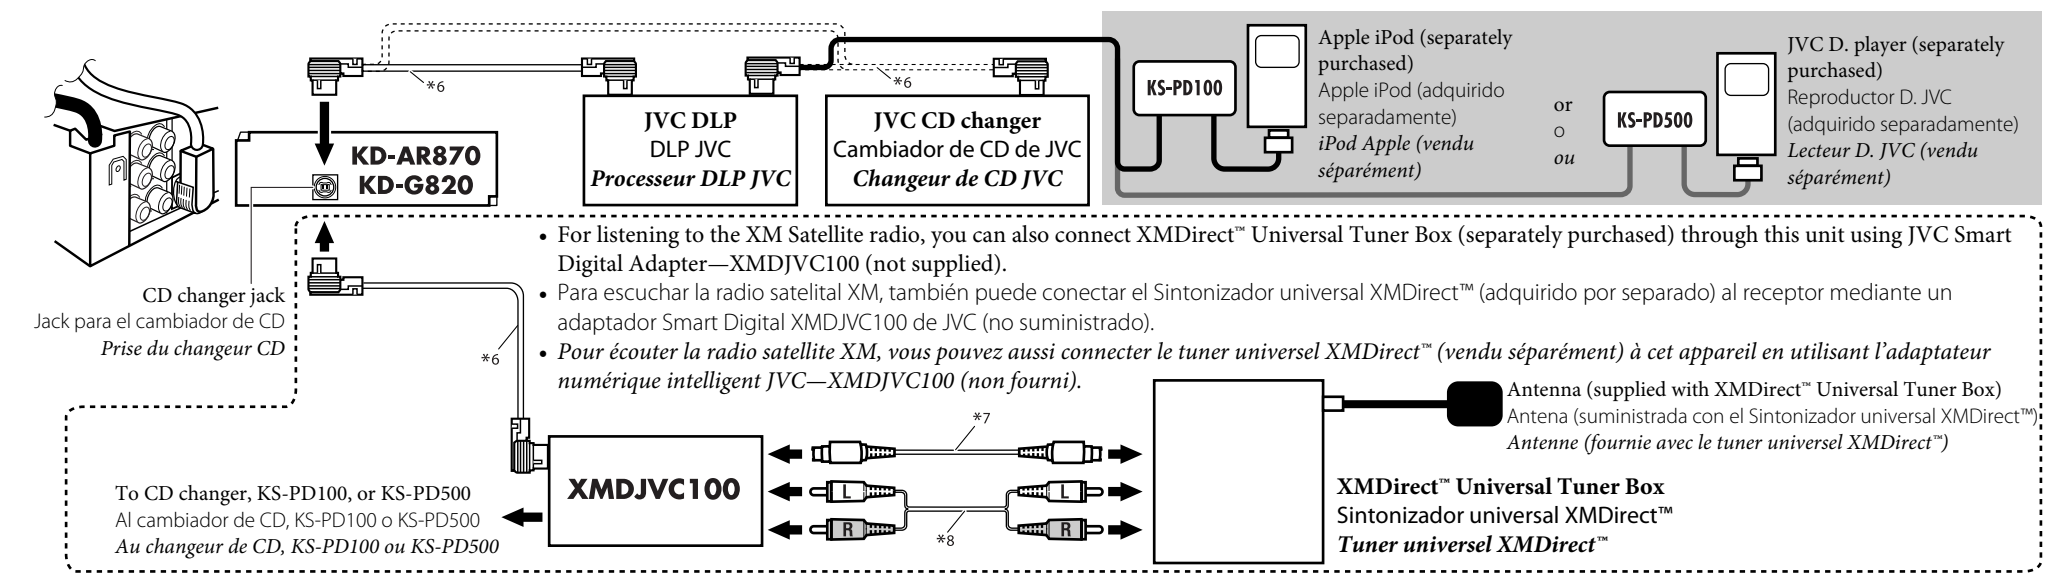 *6
*6
JVC DLP
DLP JVC
Processeur DLP JVC
JVC CD changer
Cambiador de CD de JVC
Changeur de CD JVC
KS-PD100
Apple iPod (separately
purchased)
Apple iPod (adquirido
separadamente)
iPod Apple (vendu
séparément)
or
o
ou
KS-PD500
JVC D. player (separately
purchased)
Reproductor D. JVC
(adquirido separadamente)
Lecteur D. JVC (vendu
séparément)
KD-AR870
KD-G820
CD changer jack
Jack para el cambiador de CD
Prise du changeur CD
• For listening to the XM Satellite radio, you can also connect XMDirect™ Universal Tuner Box (separately purchased) through this unit using JVC Smart
Digital Adapter—XMDJVC100 (not supplied).
• Para escuchar la radio satelital XM, también puede conectar el Sintonizador universal XMDirect™ (adquirido por separado) al receptor mediante un
adaptador Smart Digital XMDJVC100 de JVC (no suministrado).
• Pour écouter la radio satellite XM, vous pouvez aussi connecter le tuner universel XMDirect™ (vendu séparément) à cet appareil en utilisant l'adaptateur
numérique intelligent JVC—XMDJVC100 (non fourni).
*6
*7
Antenna (supplied with XMDirect™ Universal Tuner Box)
Antena (suministrada con el Sintonizador universal XMDirect™)
Antenne (fournie avec le tuner universel XMDirect™)
To CD changer, KS-PD100, or KS-PD500
Al cambiador de CD, KS-PD100 o KS-PD500
Au changeur de CD, KS-PD100 ou KS-PD500
XMDJVC100
L
L
R
R
*8
XMDirect™ Universal Tuner Box
Sintonizador universal XMDirect™
Tuner universel XMDirect™